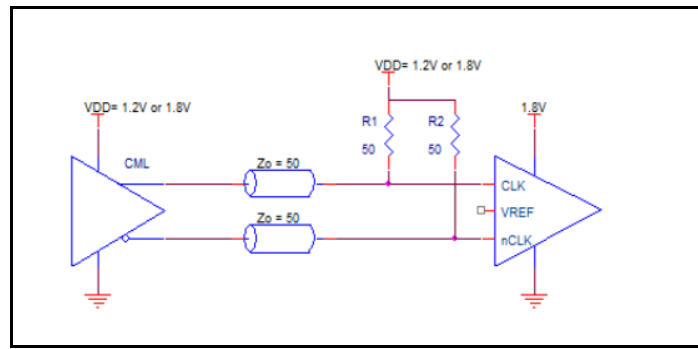 VDD= 1.2V or 1.8V
VDD= 1.2V or 1.8V
1.8V
R1
R2
50
50
CML
Zo = 50
Zo = 50
CLK
VREF
nCLK